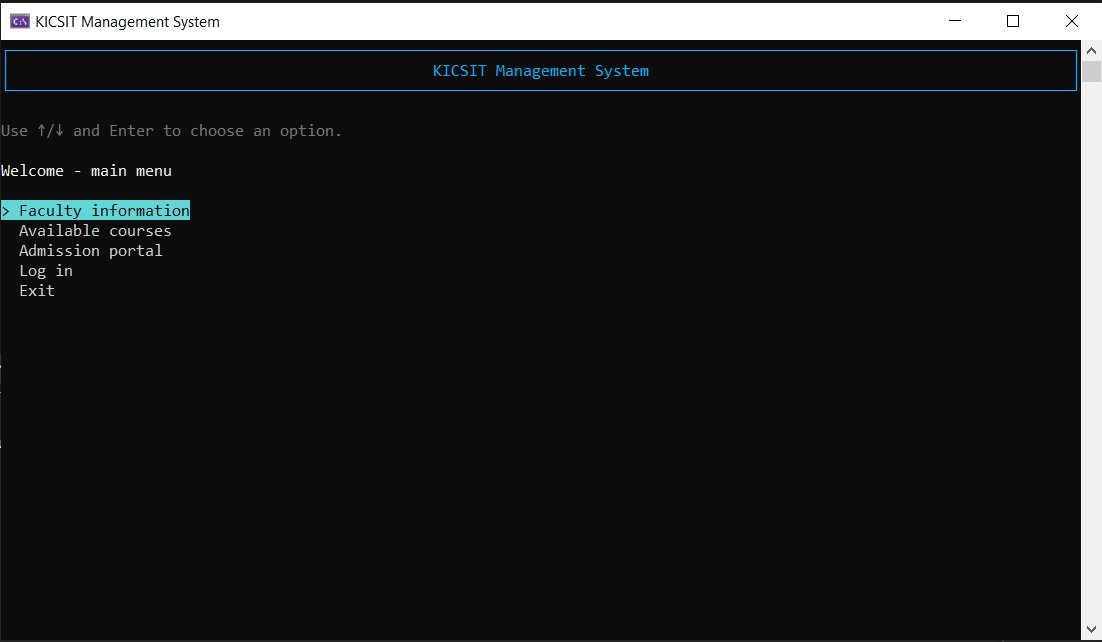 KICSIT Management System
KICSIT Management System
Use ↑/↓ and Enter to choose an option.
Welcome - main menu
> Faculty information
Available courses
Admission portal
Log in
Exit